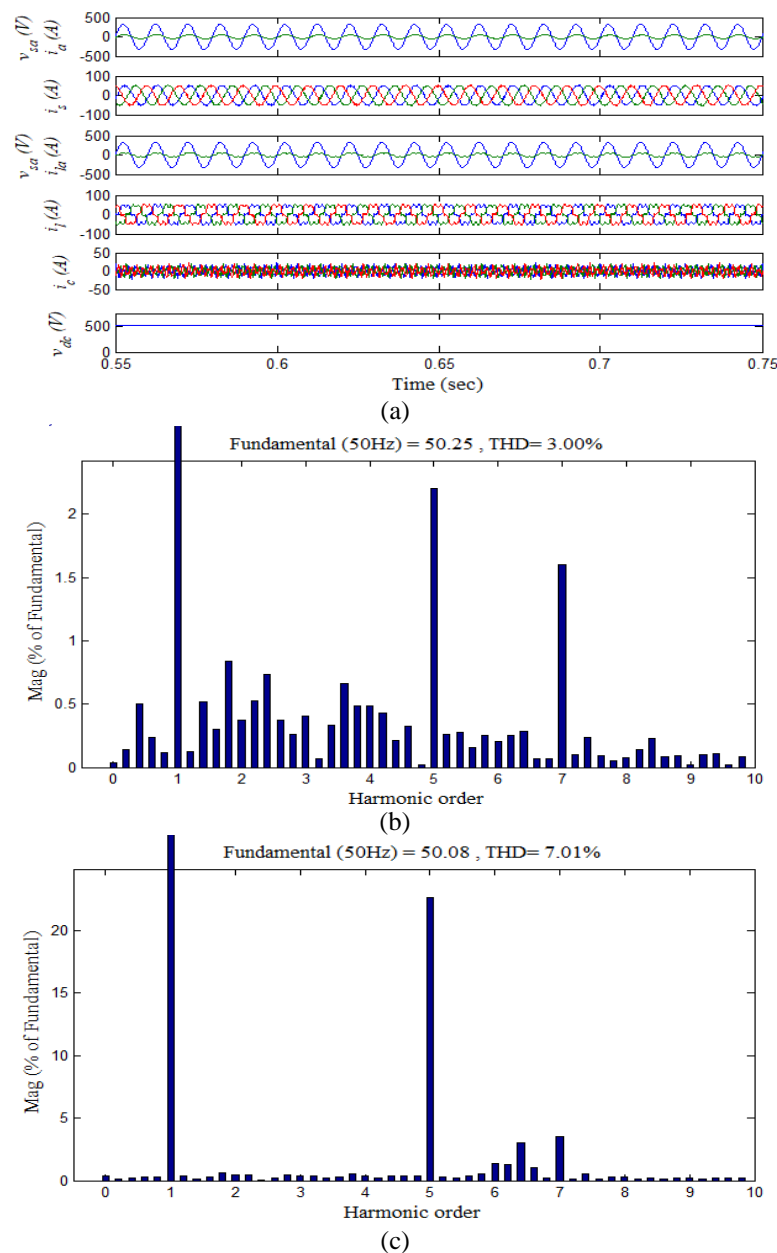 500
0
-500
v_sa (V)
i_a (A)
100
0
-100
i_s (A)
500
0
-500
v_sa (V)
i_la (A)
100
0
-100
i_l (A)
50
0
-50
i_c (A)
500
0
v_dc (V)
0.55 0.6 0.65 0.7 0.75
Time (sec)
(a)
Fundamental (50Hz) = 50.25 , THD= 3.00%
2
1.5
1
0.5
0
Mag (% of Fundamental)
0 1 2 3 4 5 6 7 8 9 10
Harmonic order
(b)
Fundamental (50Hz) = 50.08 , THD= 7.01%
20
15
10
5
0
Mag (% of Fundamental)
0 1 2 3 4 5 6 7 8 9 10
Harmonic order
(c)